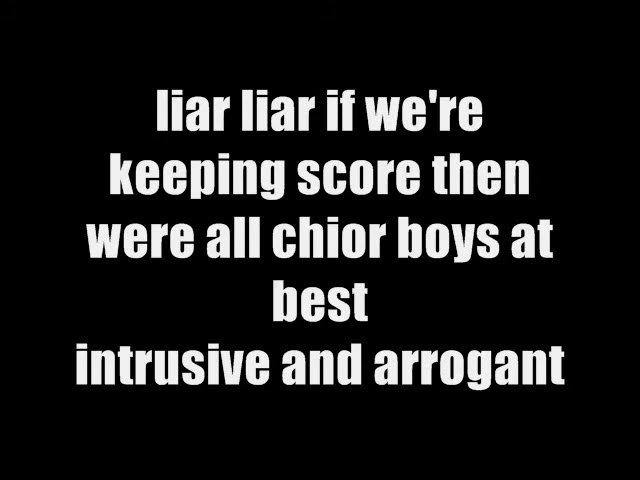 liar liar if we're
keeping score then
were all chior boys at
best
intrusive and arrogant